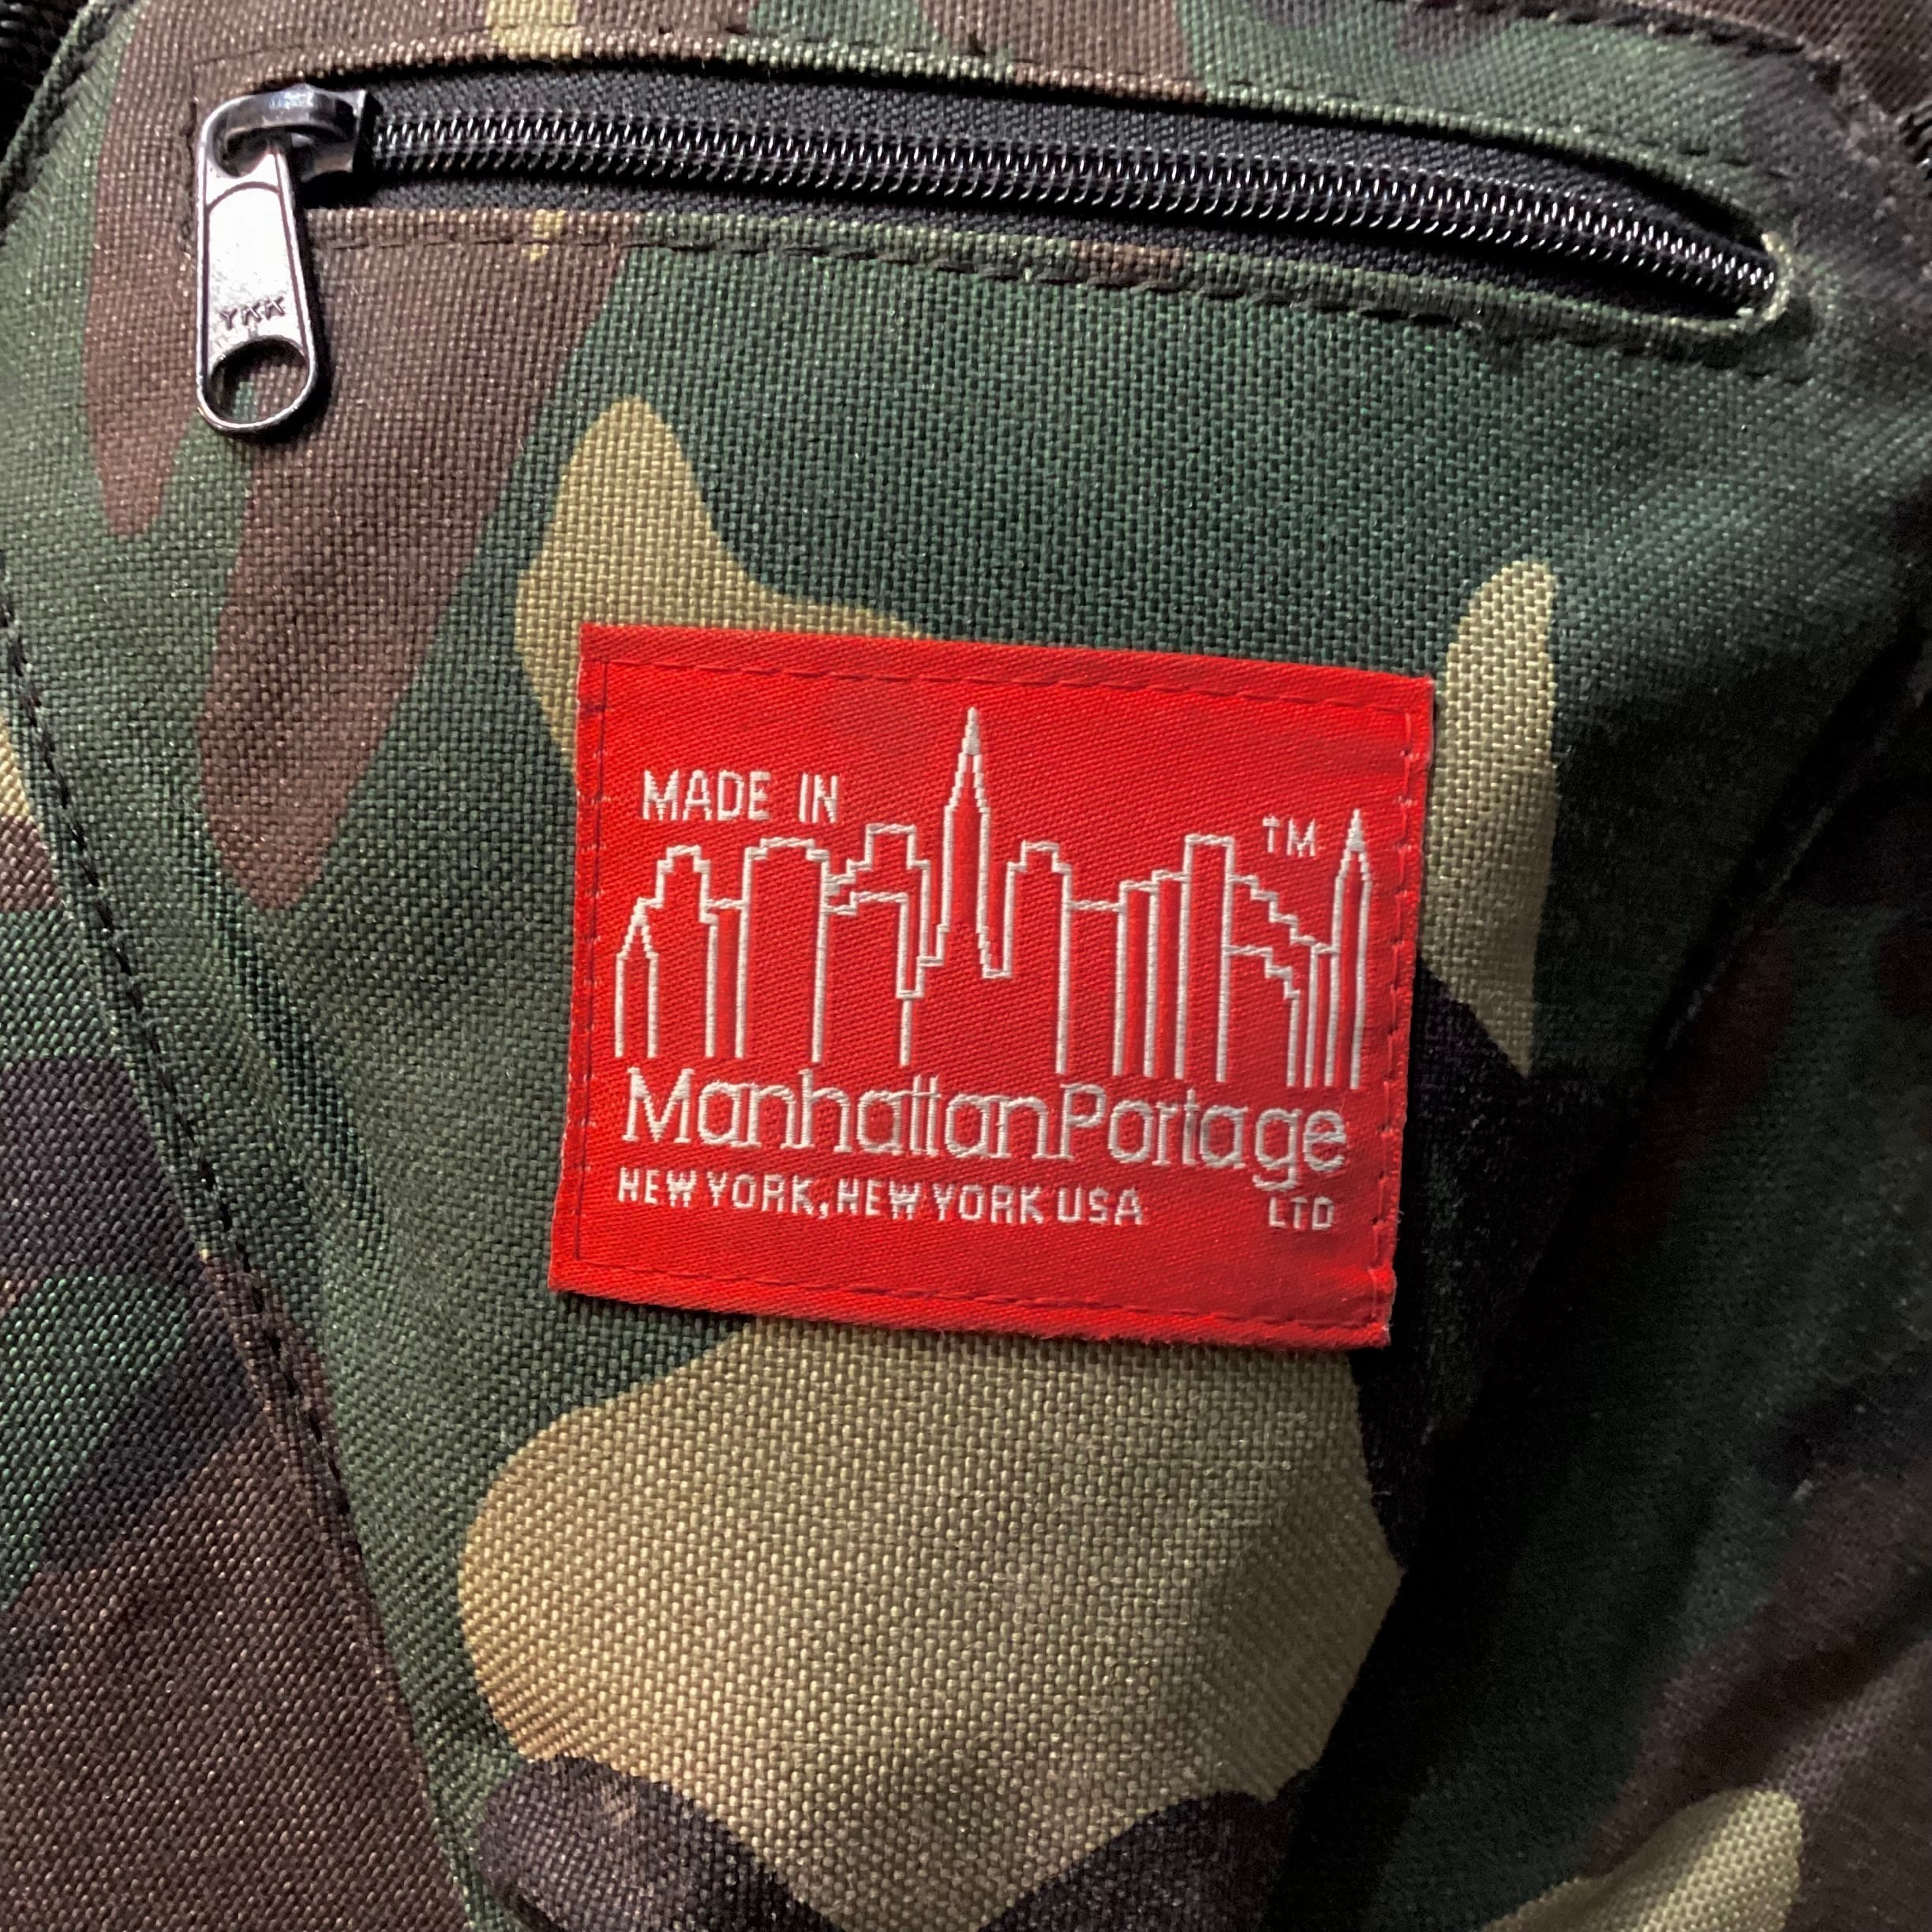 YKK
MADE IN
TM
ManhattanPortage
NEW YORK, NEW YORK USA
LTD